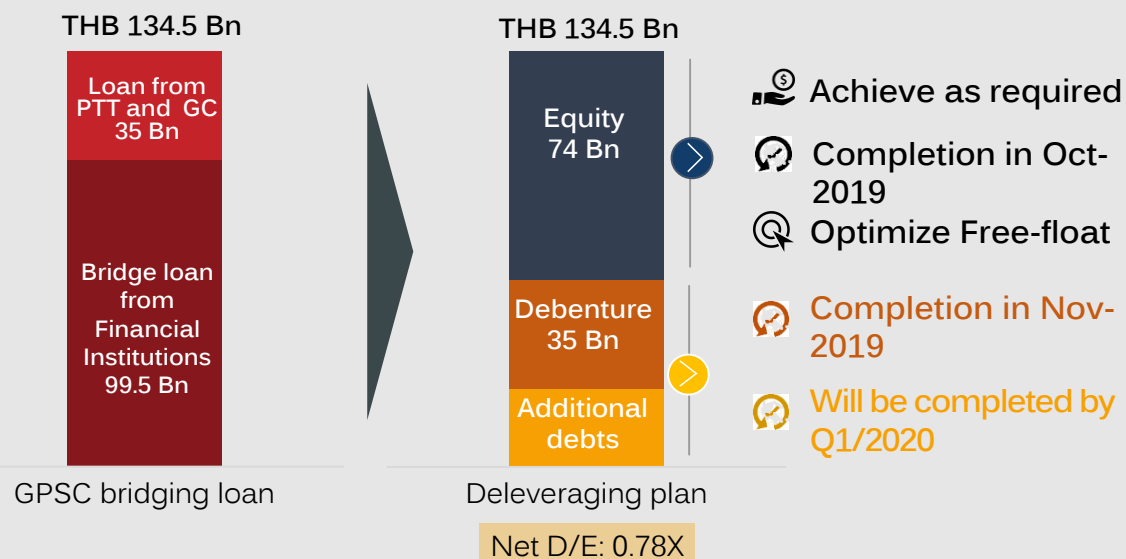 THB 134.5 Bn
Loan from
PTT and GC
35 Bn
Bridge loan
from
Financial
Institutions
99.5 Bn
GPSC bridging loan
THB 134.5 Bn
Equity
74 Bn
Debenture
35 Bn
Additional
debts
Deleveraging plan
Net D/E: 0.78X
$
Achieve as required
Completion in Oct-
2019
Optimize Free-float
Completion in Nov-
2019
Will be completed by
Q1/2020